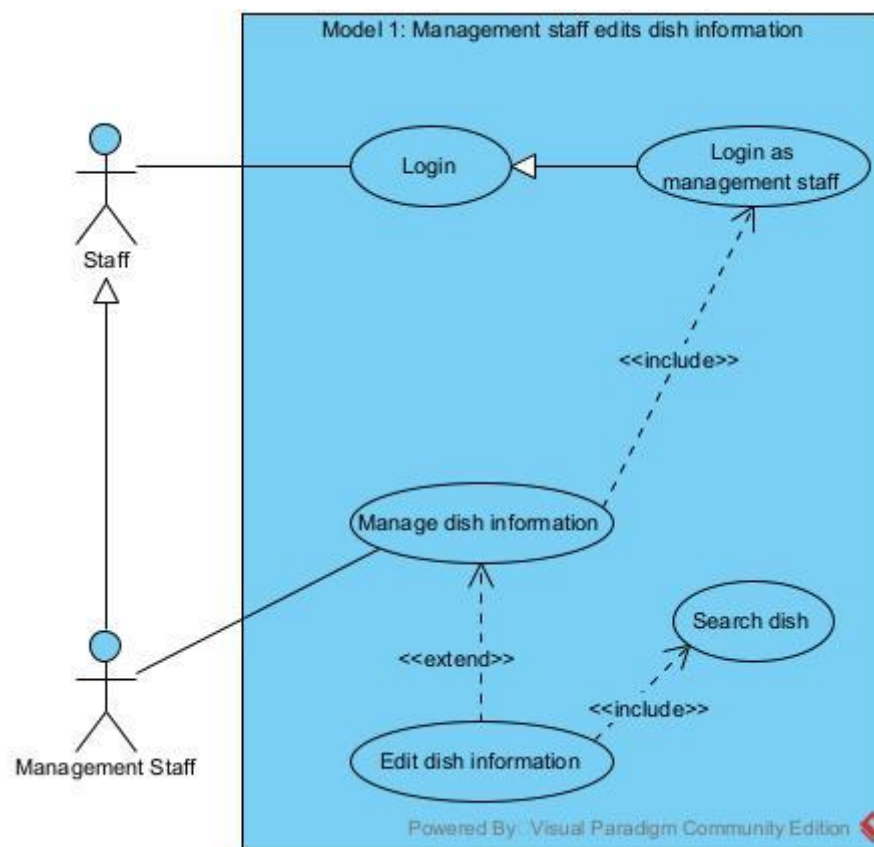 Model 1: Management staff edits dish information
Login
Login as
management staff
Staff
<<include>>
Manage dish information
Search dish
<<extend>>
<<include>>
Edit dish information
Management Staff
Powered By: Visual Paradigm Community Edition